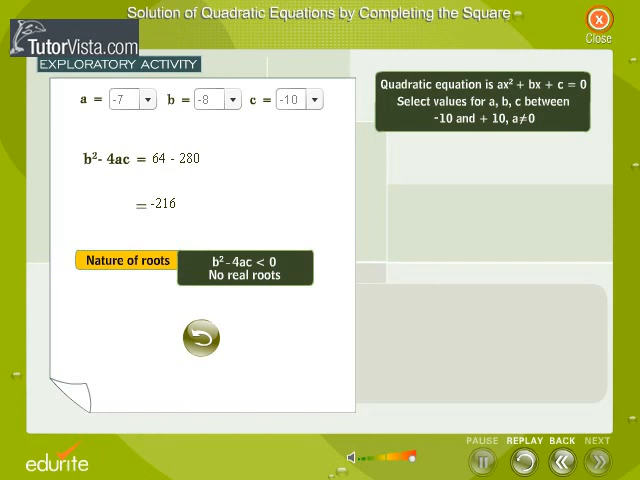 Solution of Quadratic Equations by Completing the Square
TutorVista.com
Close
EXPLORATORY ACTIVITY
a = -7 b = -8 c = -10
Quadratic equation is ax² + bx + c = 0
Select values for a, b, c between
-10 and + 10, a≠0
b² - 4ac = 64 - 280
= -216
Nature of roots
b² - 4ac < 0
No real roots
PAUSE REPLAY BACK NEXT
edurite